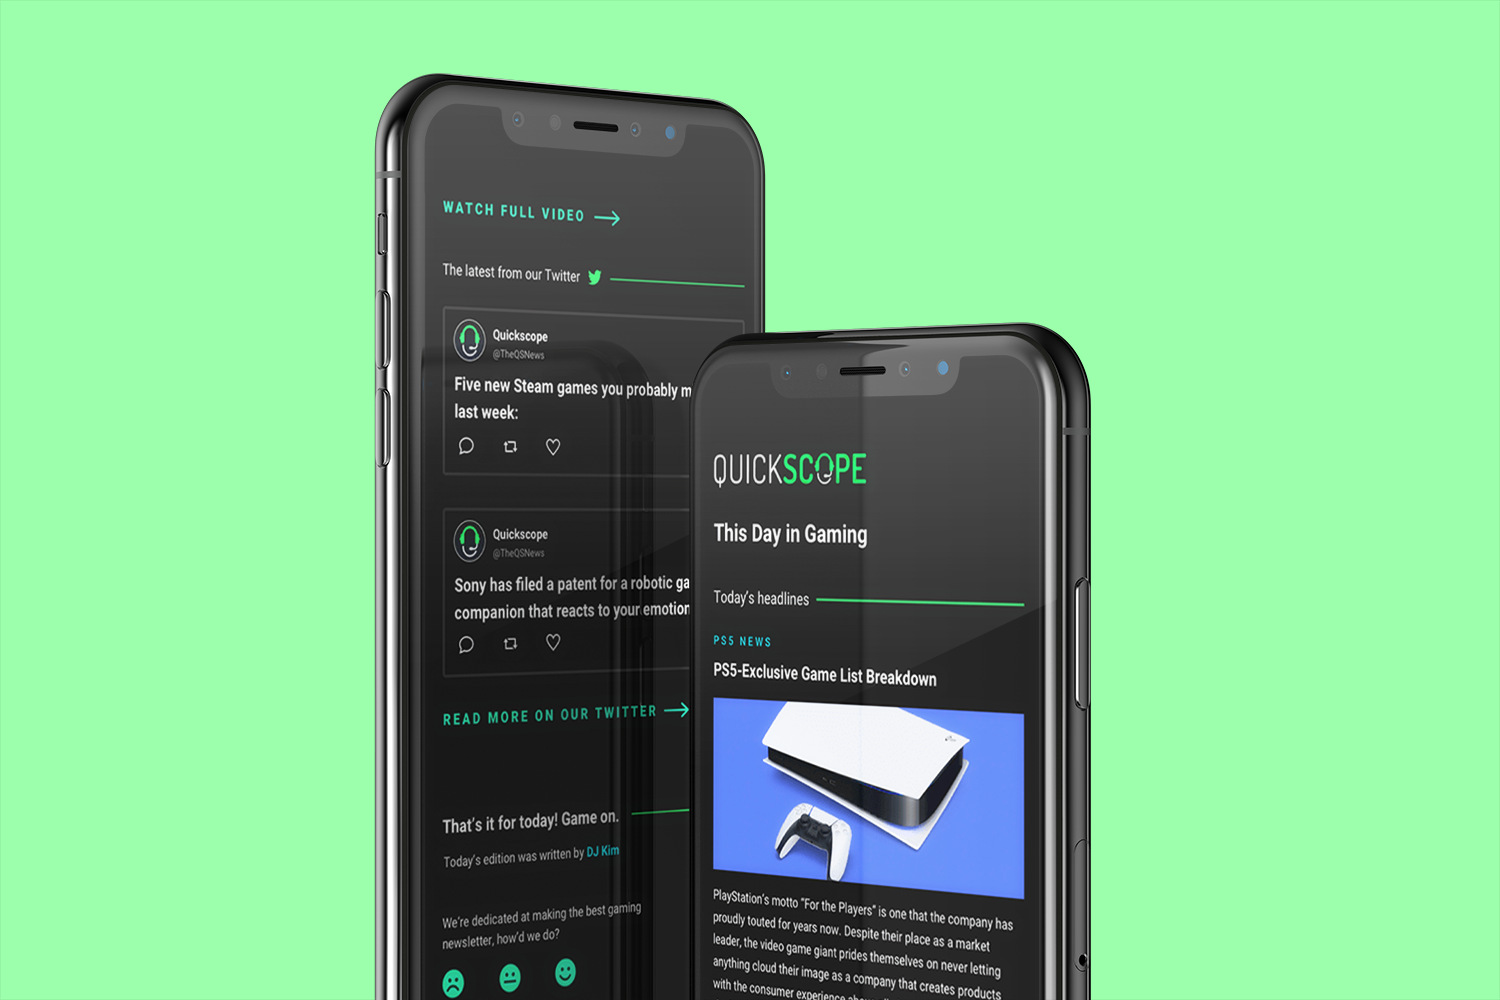 WATCH FULL VIDEO
The latest from our Twitter
Quickscope
@TheQSNews
Five new Steam games you probably m
last week:
Quickscope
@TheQSNews
Sony has filed a patent for a robotic ga
companion that reacts to your emotion
READ MORE ON OUR TWITTER
That's it for today! Game on.
Today's edition was written by DJ Kim
We're dedicated at making the best gaming
newsletter, how'd we do?
QUICKSCOPE
This Day in Gaming
Today's headlines
PS5 NEWS
PS5-Exclusive Game List Breakdown
PlayStation's motto “For the Players” is one that the company has
proudly touted for years now. Despite their place as a market
leader, the video game giant prides themselves on never letting
anything cloud their image as a company that creates products
with the consumer experience